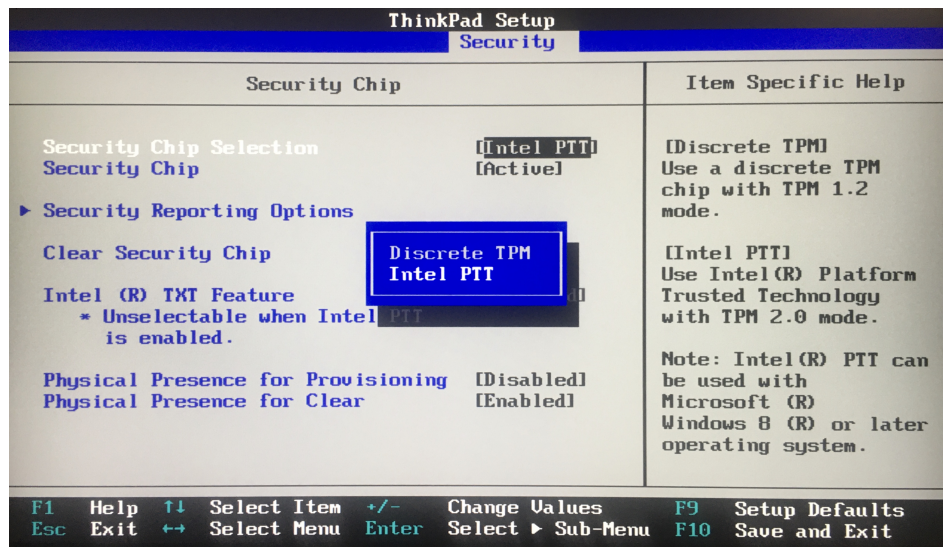 ThinkPad Setup
Security
Security Chip
Item Specific Help
Security Chip Selection [Intel PTT]
Security Chip [Active]
▶ Security Reporting Options
Clear Security Chip
Intel (R) TXT Feature
* Unselectable when Intel PTT
is enabled.
Physical Presence for Provisioning [Disabled]
Physical Presence for Clear [Enabled]
Discrete TPM
Intel PTT
[Discrete TPM]
Use a discrete TPM
chip with TPM 1.2
mode.
[Intel PTT]
Use Intel(R) Platform
Trusted Technology
with TPM 2.0 mode.
Note: Intel(R) PTT can
be used with
Microsoft (R)
Windows 8 (R) or later
operating system.
F1 Help ↑↓ Select Item +/- Change Values F9 Setup Defaults
Esc Exit ↔ Select Menu Enter Select ▶ Sub-Menu F10 Save and Exit